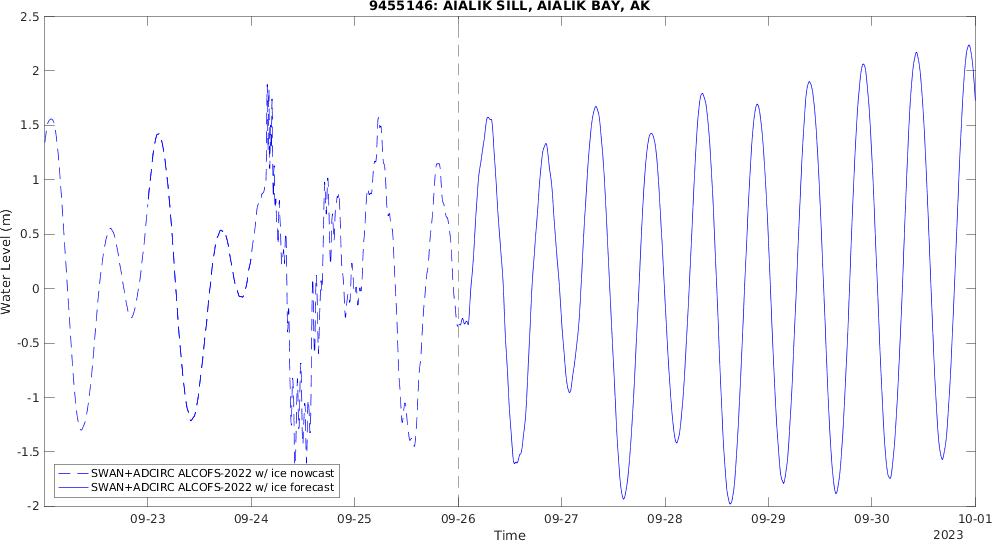 9455146: AIALIK SILL, AIALIK BAY, AK
Water Level (m)
2.5
2
1.5
1
0.5
0
-0.5
-1
-1.5
-2
SWAN+ADCIRC ALCOFS-2022 w/ ice nowcast
SWAN+ADCIRC ALCOFS-2022 w/ ice forecast
09-23 09-24 09-25 09-26 09-27 09-28 09-29 09-30 10-01
Time
2023